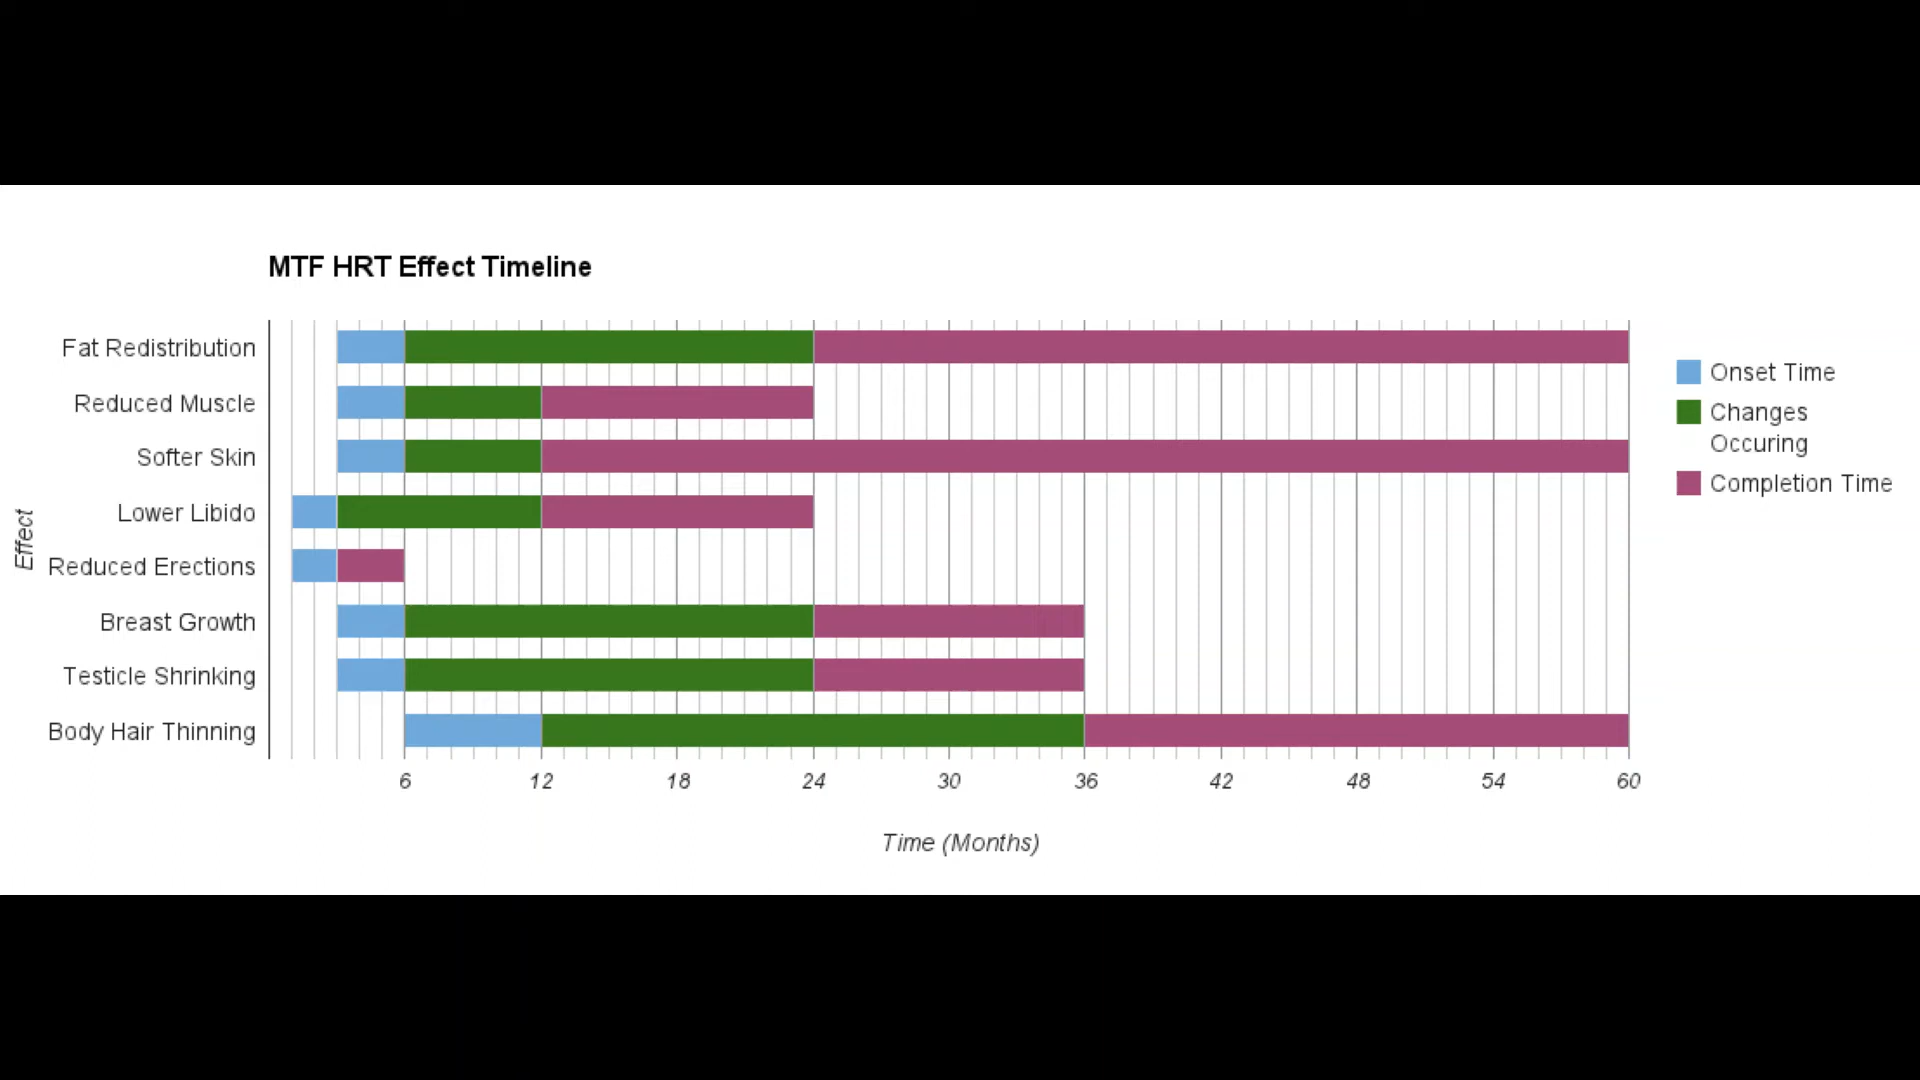 MTF HRT Effect Timeline
Fat Redistribution
Reduced Muscle
Softer Skin
Lower Libido
Reduced Erections
Breast Growth
Testicle Shrinking
Body Hair Thinning
Effect
6 12 18 24 30 36 42 48 54 60
Time (Months)
Onset Time
Changes
Occuring
Completion Time